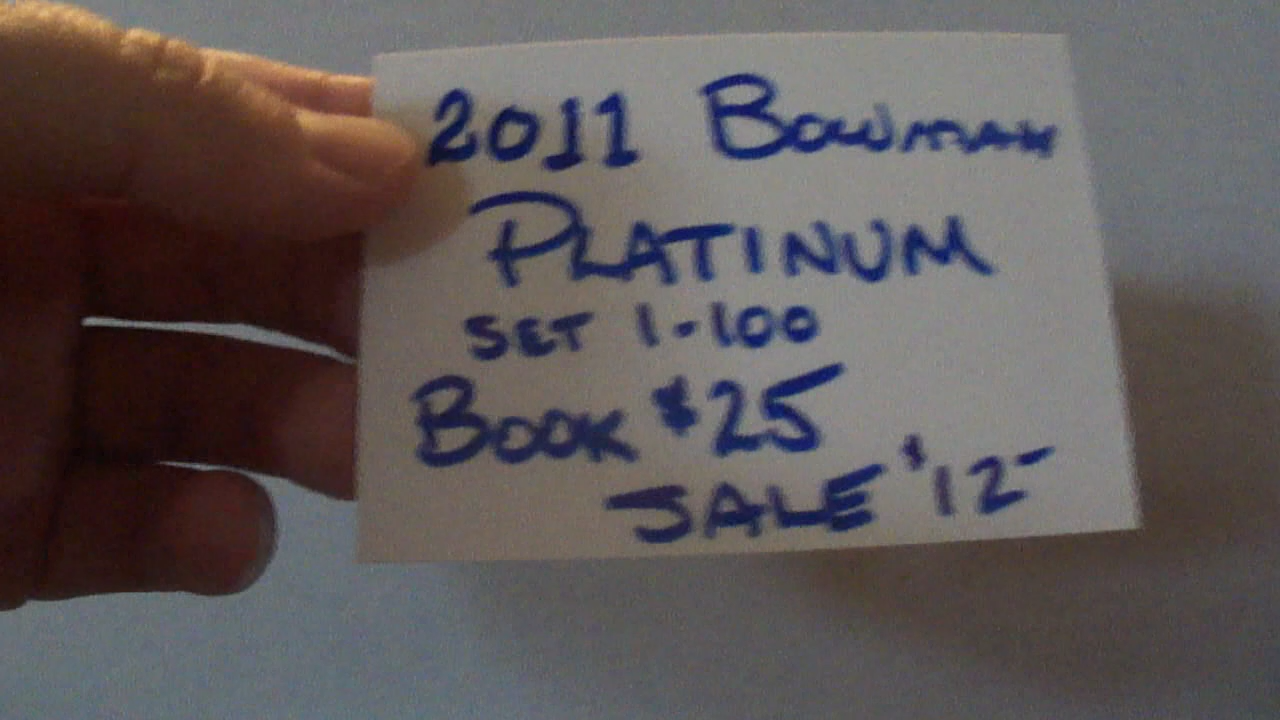 2011 BOWMAN
PLATINUM
SET 1-100
BOOK $25
SALE $12-